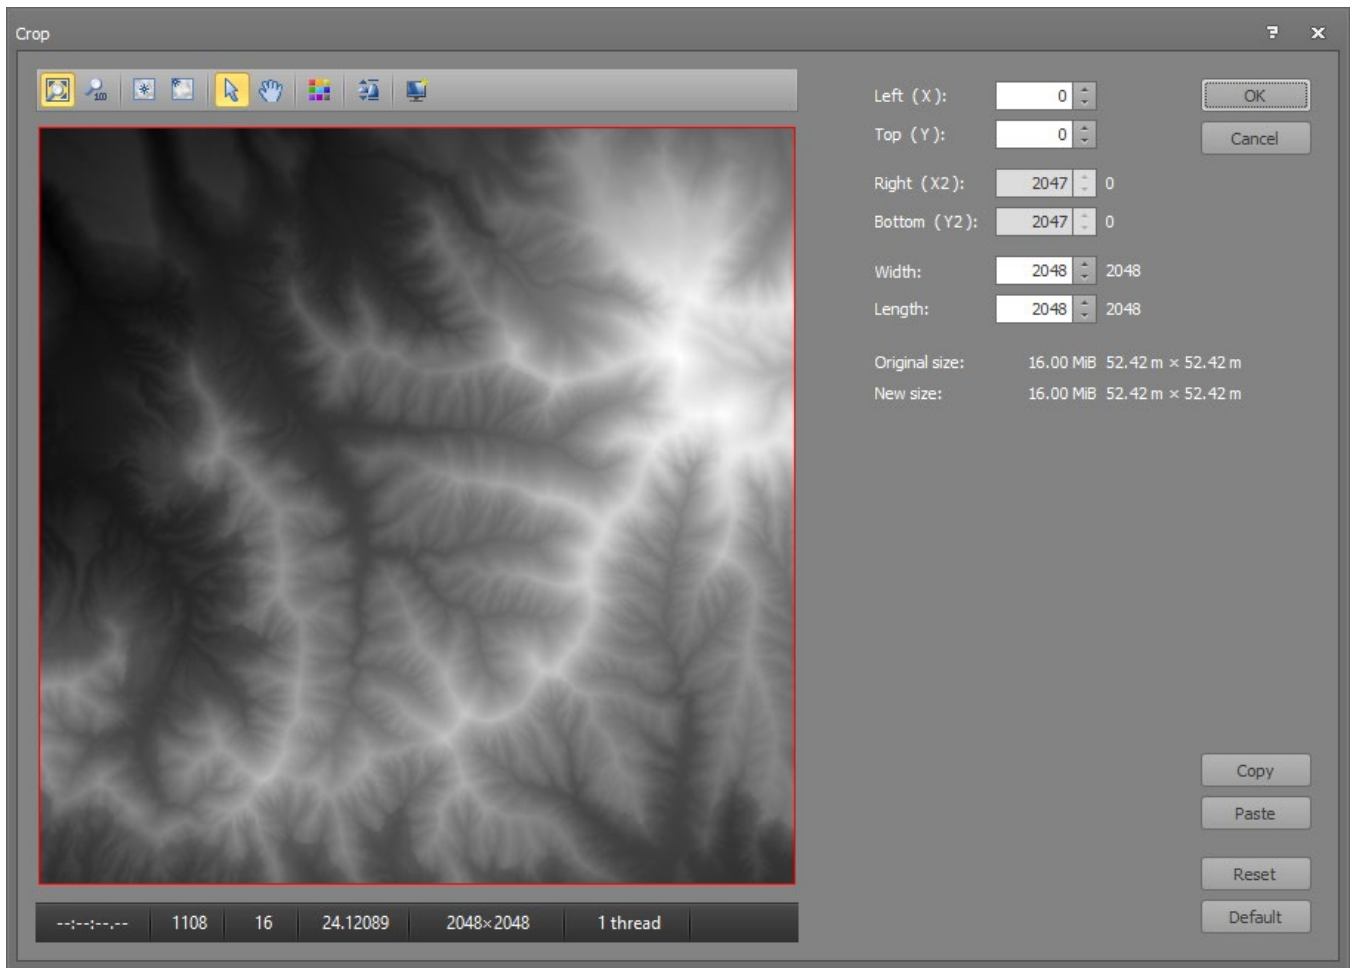 Crop
100
Left (X): 0
Top (Y): 0
Right (X2): 2047 0
Bottom (Y2): 2047 0
Width: 2048 2048
Length: 2048 2048
Original size: 16.00 MiB 52.42 m × 52.42 m
New size: 16.00 MiB 52.42 m × 52.42 m
OK
Cancel
Copy
Paste
Reset
Default
--:--:--.-- 1108 16 24.12089 2048×2048 1 thread